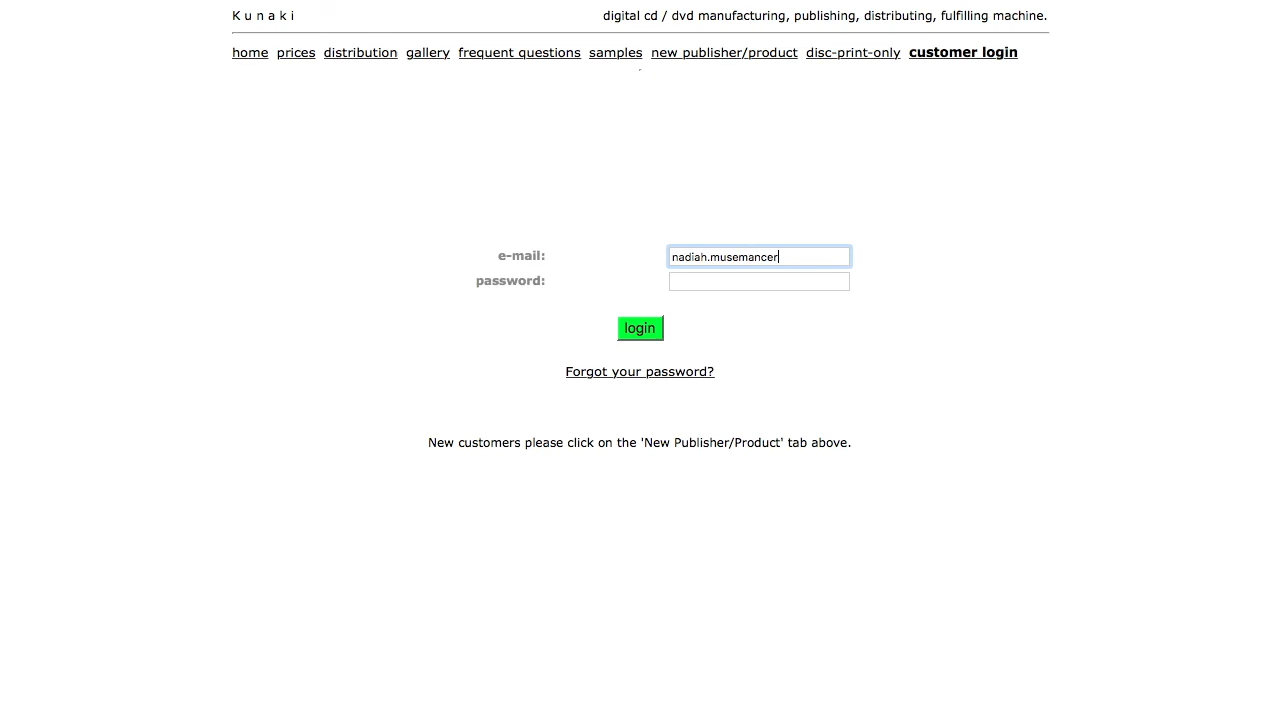 K u n a k i
digital cd / dvd manufacturing, publishing, distributing, fulfilling machine.
home prices distribution gallery frequent questions samples new publisher/product disc-print-only customer login
e-mail: nadiah.musemancer
password:
login
Forgot your password?
New customers please click on the 'New Publisher/Product' tab above.